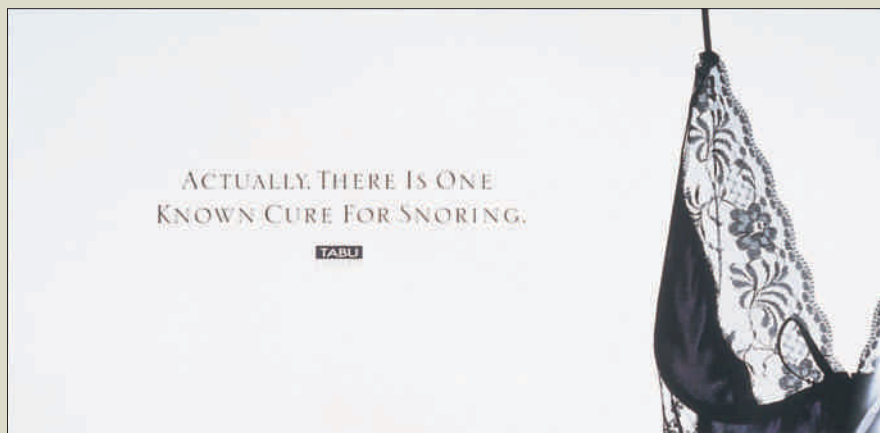 ACTUALLY, THERE IS ONE
KNOWN CURE FOR SNORING.
TABU